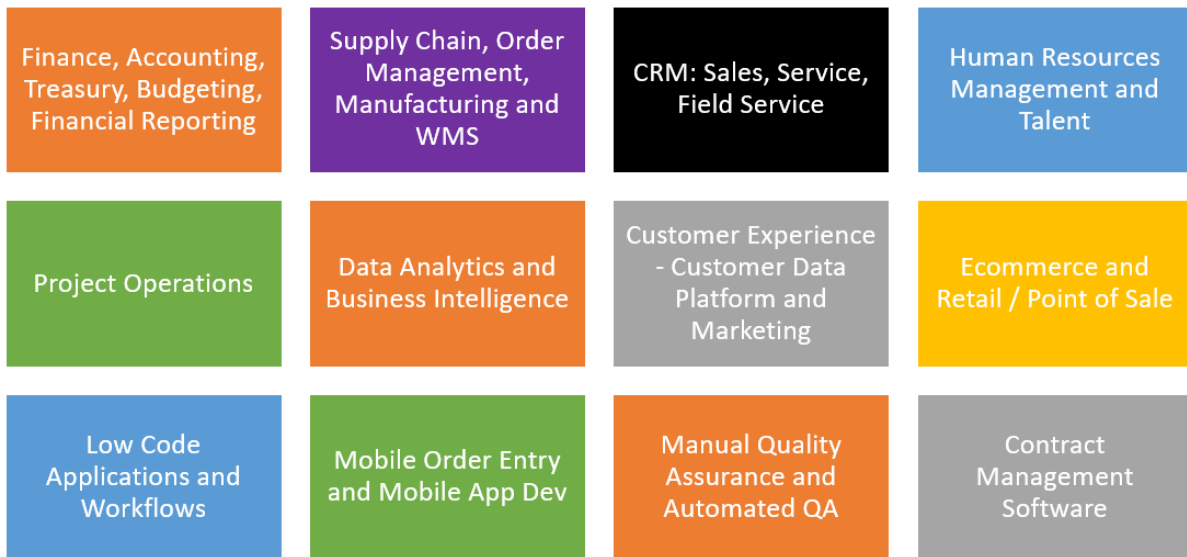 Finance, Accounting,
Treasury, Budgeting,
Financial Reporting
Supply Chain, Order
Management,
Manufacturing and
WMS
CRM: Sales, Service,
Field Service
Human Resources
Management and
Talent
Project Operations
Data Analytics and
Business Intelligence
Customer Experience
- Customer Data
Platform and
Marketing
Ecommerce and
Retail / Point of Sale
Low Code
Applications and
Workflows
Mobile Order Entry
and Mobile App Dev
Manual Quality
Assurance and
Automated QA
Contract
Management
Software